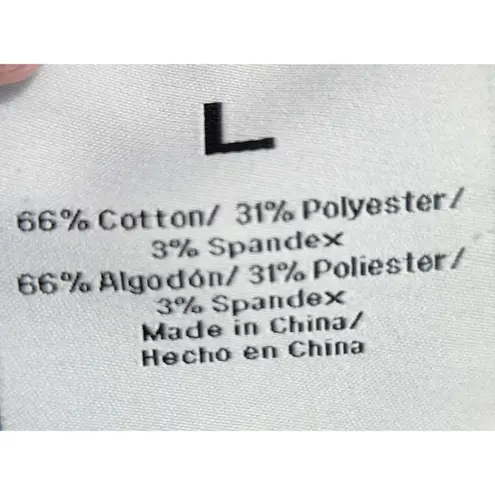 L
66% Cotton/ 31% Polyester/
3% Spandex
66% Algodón/ 31% Poliester/
3% Spandex
Made in China/
Hecho en China